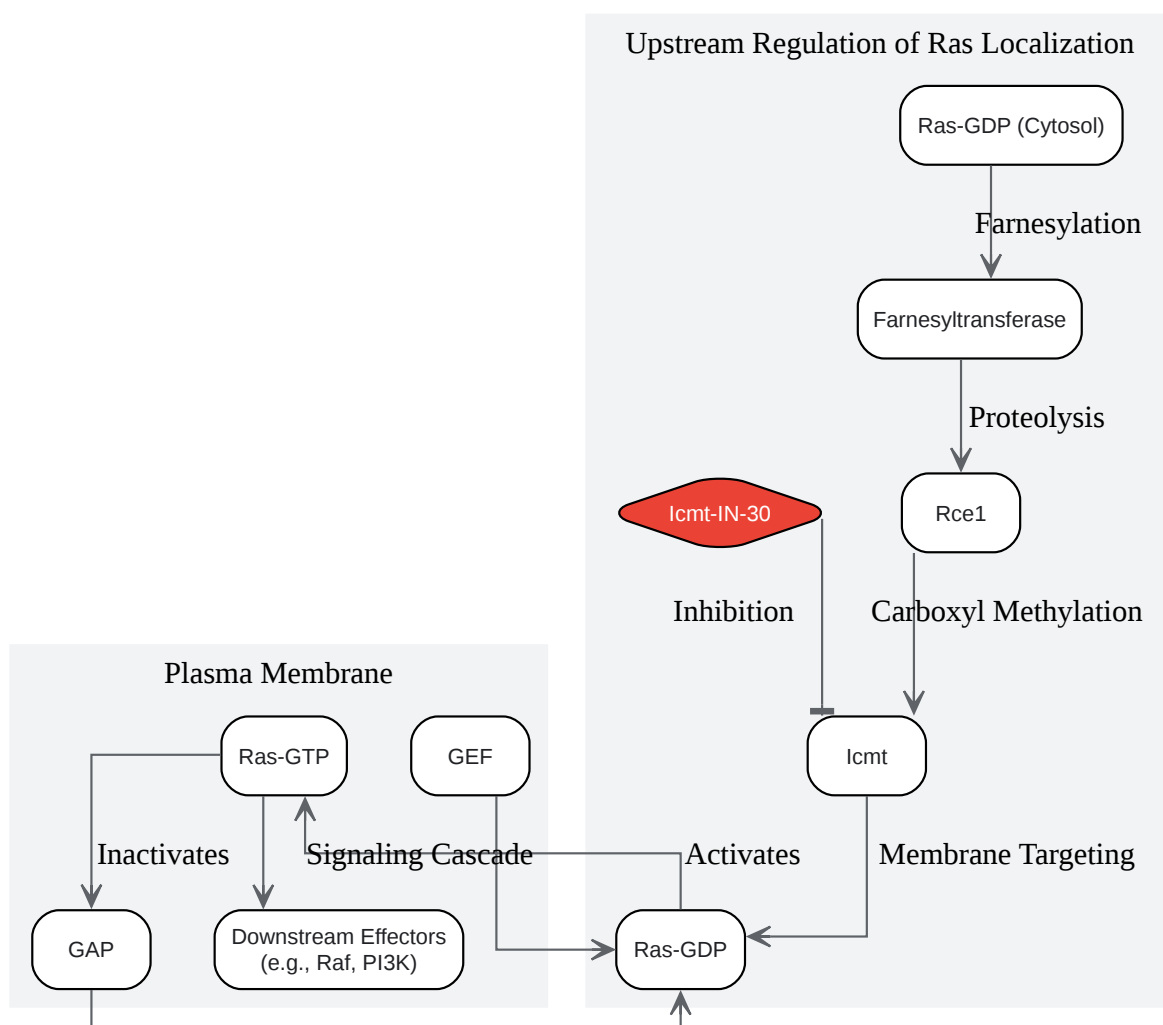 Upstream Regulation of Ras Localization
Ras-GDP (Cytosol)
Farnesylation
Farnesyltransferase
Proteolysis
Icmt-IN-30
Rce1
Inhibition
Carboxyl Methylation
Plasma Membrane
Ras-GTP
GEF
Icmt
Inactivates
Signaling Cascade
Activates
Membrane Targeting
GAP
Downstream Effectors
(e.g., Raf, PI3K)
Ras-GDP